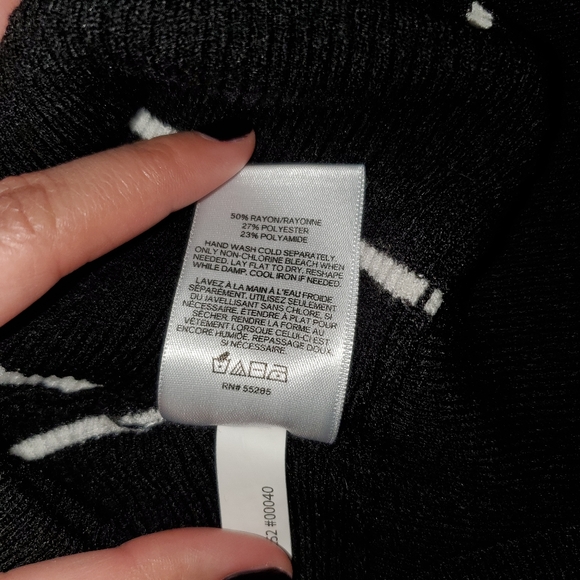 50% RAYON/RAYONNE
27% POLYESTER
23% POLYAMIDE
HAND WASH COLD SEPARATELY.
ONLY NON-CHLORINE BLEACH WHEN
NEEDED. LAY FLAT TO DRY. RESHAPE
WHILE DAMP. COOL IRON IF NEEDED.
LAVEZ À LA MAIN À L'EAU FROIDE
SÉPARÉMENT. UTILISEZ SEULEMENT
DU JAVELLISANT SANS CHLORE, SI
NÉCESSAIRE. ÉTENDRE À PLAT POUR
SÉCHER. RENDRE LA FORME AU
VÊTEMENT LORSQUE CELUI-CI EST
ENCORE HUMIDE. REPASSAGE DOUX
SI NÉCESSAIRE.
RN# 55285
52 #00040